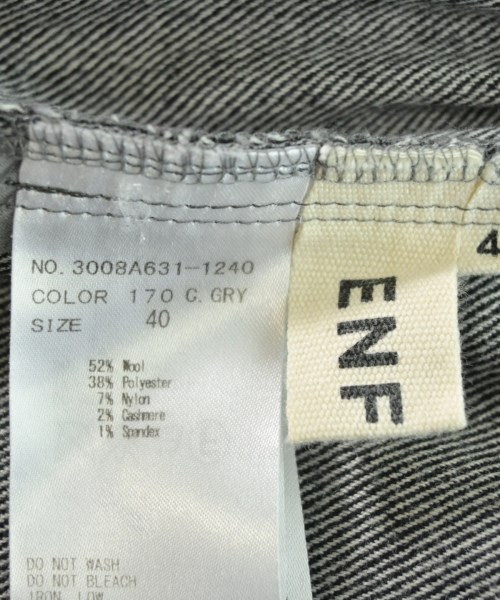 NO. 3008A631-1240
COLOR 170 C. GRY
SIZE 40
52% Wool
38% Polyester
7% Nylon
2% Cashmere
1% Spandex
DO NOT WASH
DO NOT BLEACH
IRON LOW
ENF
4